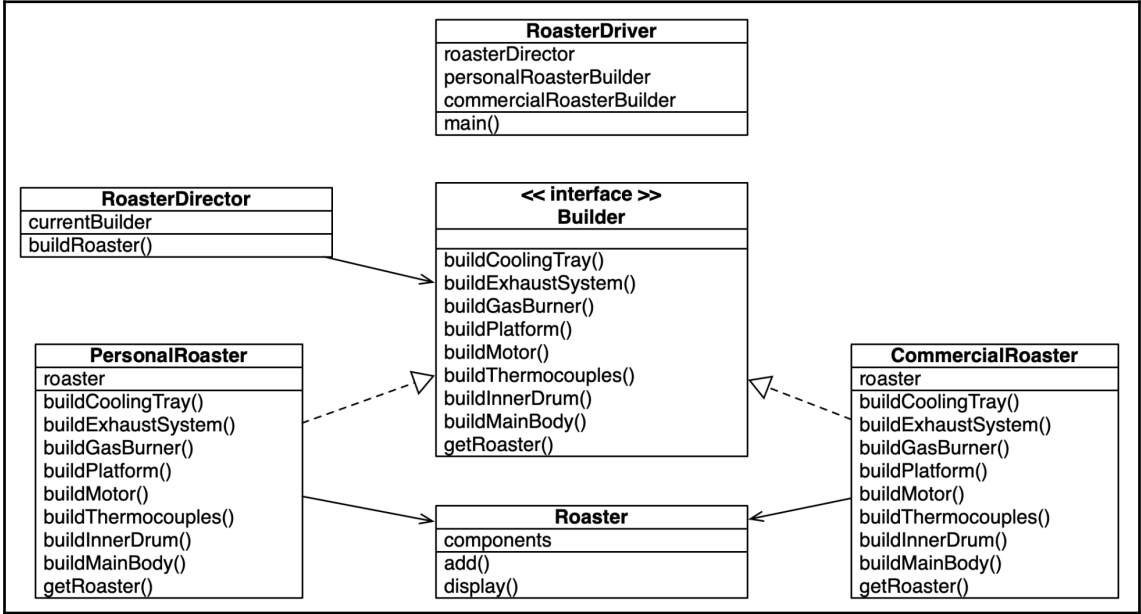 RoasterDriver
roasterDirector
personalRoasterBuilder
commercialRoasterBuilder
main()
RoasterDirector
currentBuilder
buildRoaster()
<< interface >>
Builder
buildCoolingTray()
buildExhaustSystem()
buildGasBurner()
buildPlatform()
buildMotor()
buildThermocouples()
buildInnerDrum()
buildMainBody()
getRoaster()
PersonalRoaster
roaster
buildCoolingTray()
buildExhaustSystem()
buildGasBurner()
buildPlatform()
buildMotor()
buildThermocouples()
buildInnerDrum()
buildMainBody()
getRoaster()
CommercialRoaster
roaster
buildCoolingTray()
buildExhaustSystem()
buildGasBurner()
buildPlatform()
buildMotor()
buildThermocouples()
buildInnerDrum()
buildMainBody()
getRoaster()
Roaster
components
add()
display()